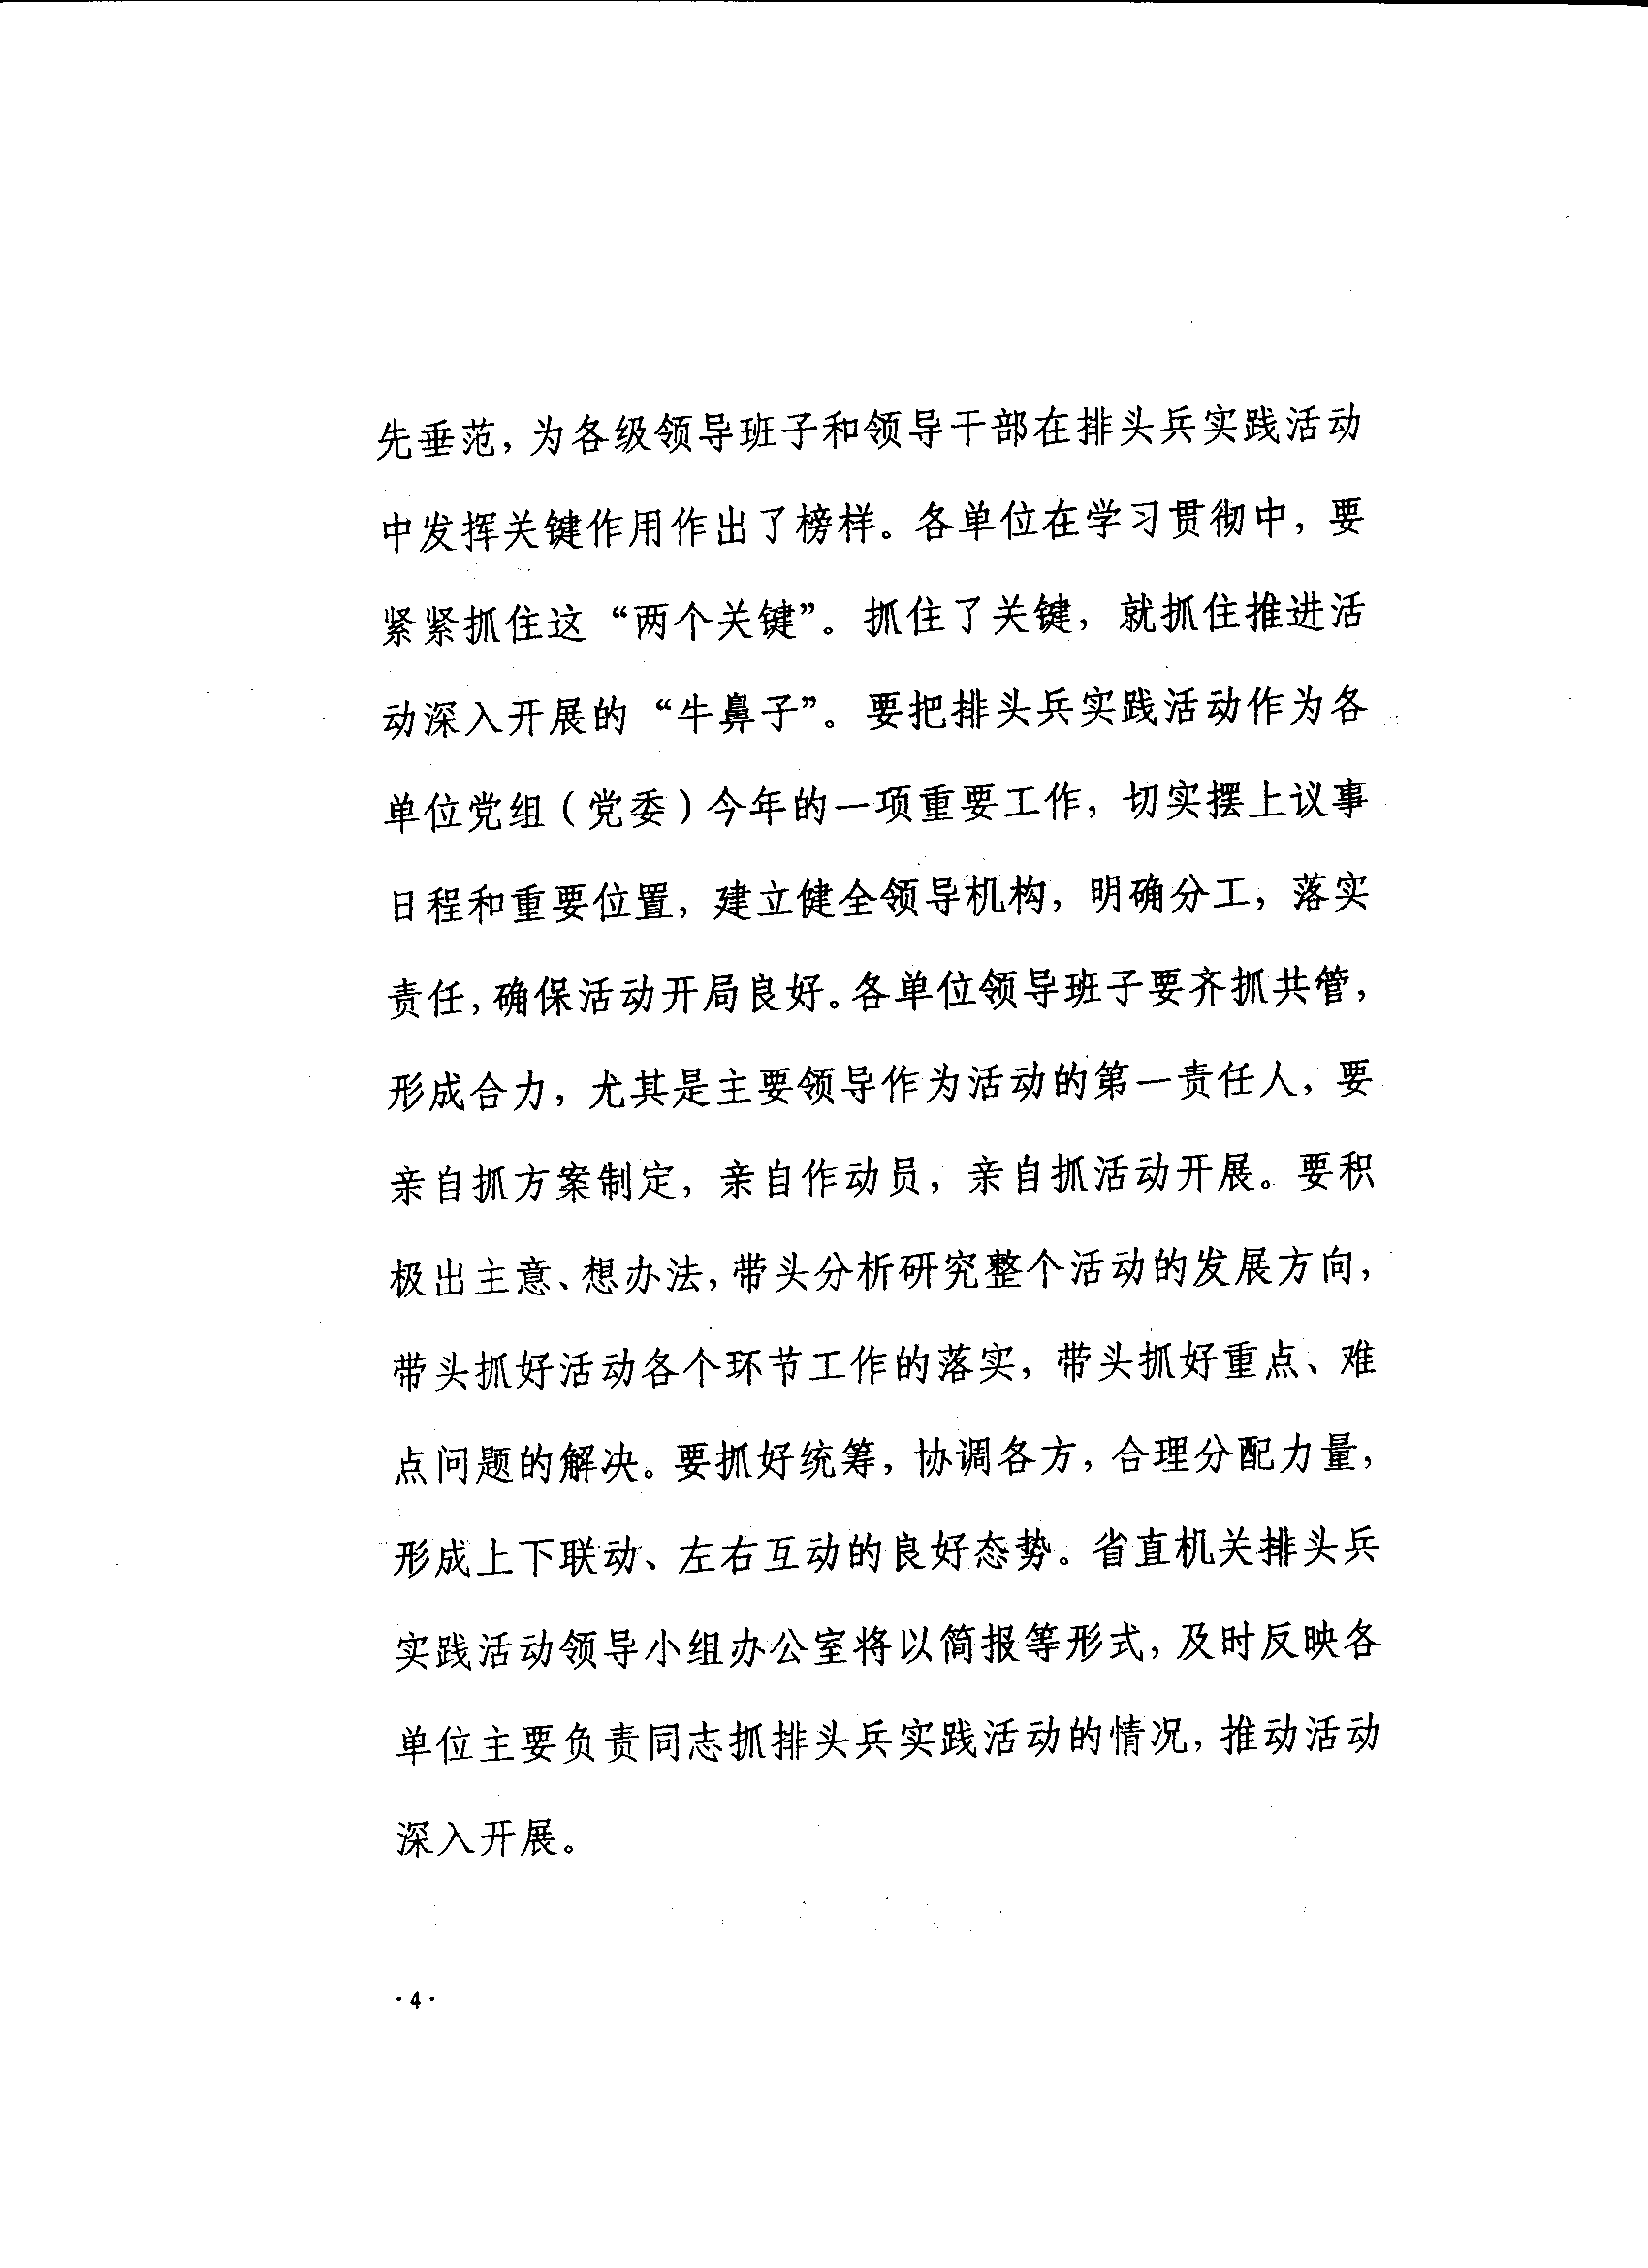 先垂范，为各级领导班子和领导干部在排头兵实践活动
中发挥关键作用作出了榜样。各单位在学习贯彻中，要
紧紧抓住这“两个关键”。抓住了关键，就抓住推进活
动深入开展的“牛鼻子”。要把排头兵实践活动作为各
单位党组（党委）今年的一项重要工作，切实摆上议事
日程和重要位置，建立健全领导机构，明确分工，落实
责任，确保活动开局良好。各单位领导班子要齐抓共管，
形成合力，尤其是主要领导作为活动的第一责任人，要
亲自抓方案制定，亲自作动员，亲自抓活动开展。要积
极出主意、想办法，带头分析研究整个活动的发展方向，
带头抓好活动各个环节工作的落实，带头抓好重点、难
点问题的解决。要抓好统筹，协调各方，合理分配力量，
形成上下联动、左右互动的良好态势。省直机关排头兵
实践活动领导小组办公室将以简报等形式，及时反映各
单位主要负责同志抓排头兵实践活动的情况，推动活动
深入开展。
·4·